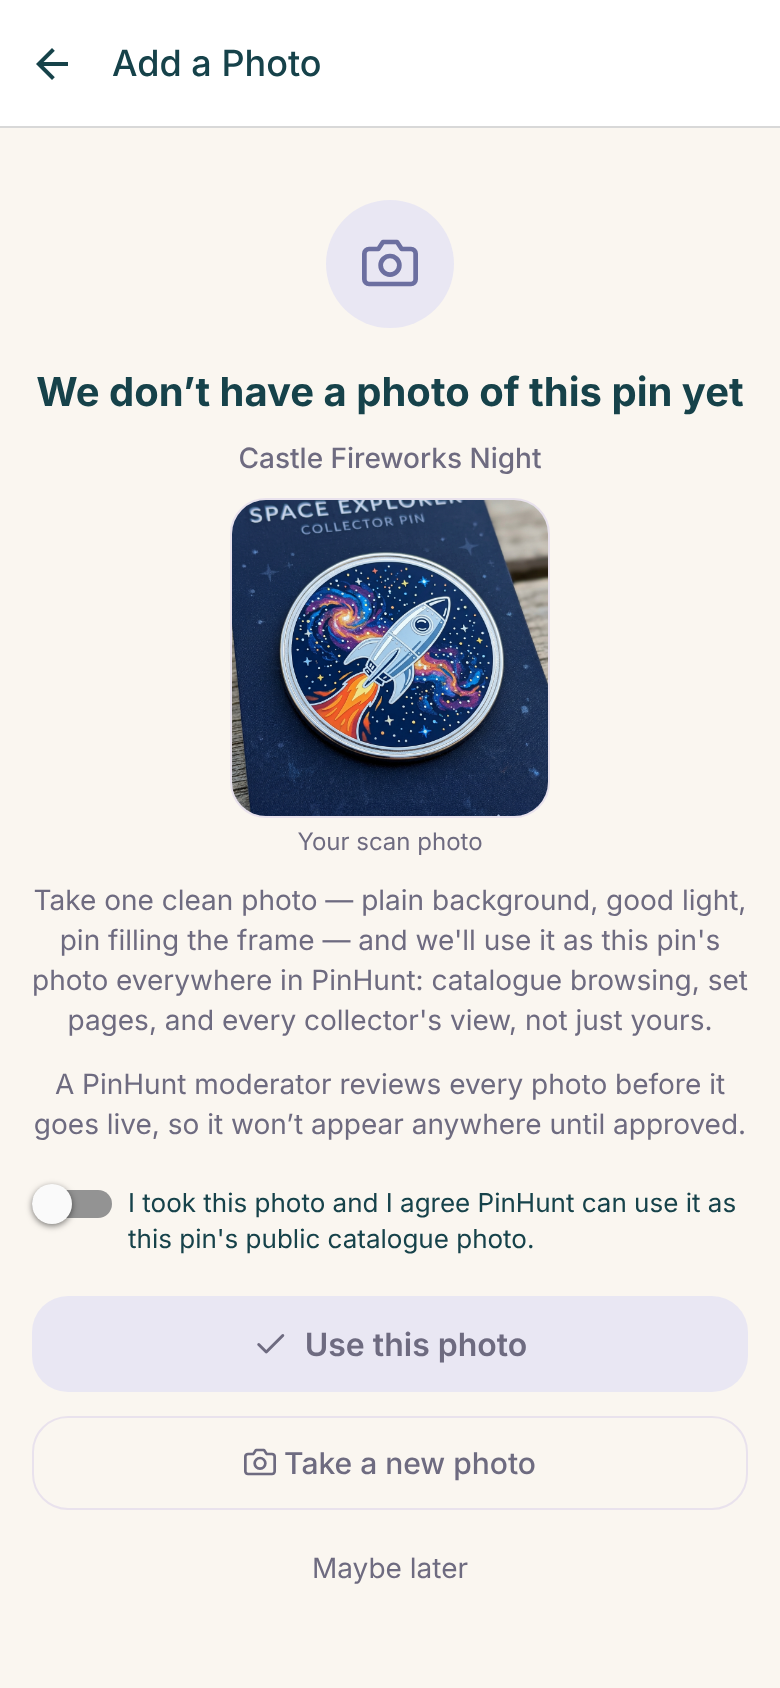 Add a Photo
We don’t have a photo of this pin yet
Castle Fireworks Night
SPACE EXPLORER
COLLECTOR PIN
Your scan photo
Take one clean photo — plain background, good light,
pin filling the frame — and we'll use it as this pin's
photo everywhere in PinHunt: catalogue browsing, set
pages, and every collector's view, not just yours.
A PinHunt moderator reviews every photo before it
goes live, so it won’t appear anywhere until approved.
I took this photo and I agree PinHunt can use it as
this pin's public catalogue photo.
Use this photo
Take a new photo
Maybe later